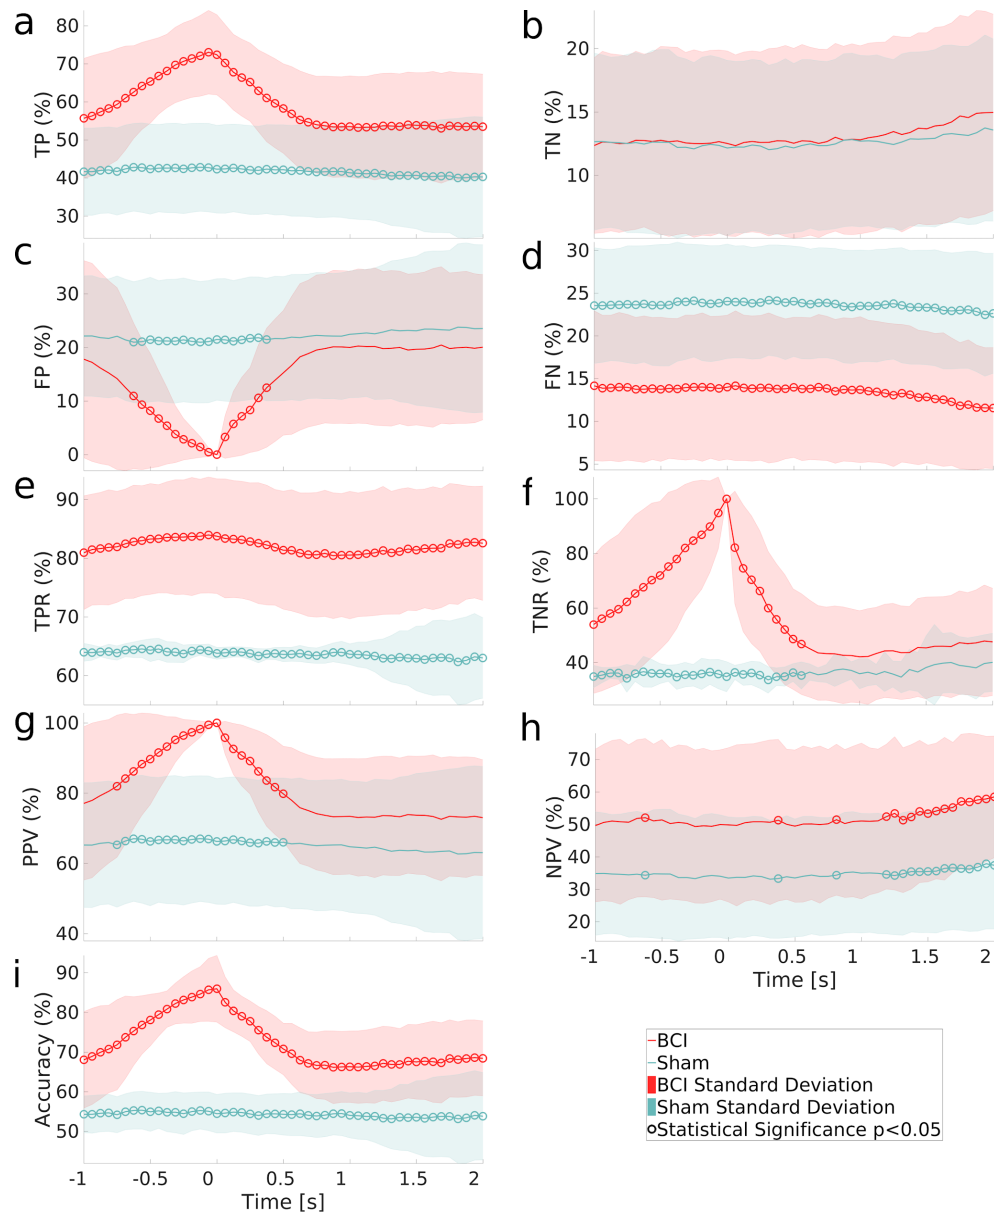 a
80
70
60
50
40
30
TP (%)
b
20
15
10
TN (%)
c
30
20
10
0
FP (%)
d
30
25
20
15
10
5
FN (%)
e
90
80
70
60
TPR (%)
f
100
80
60
40
TNR (%)
g
100
80
60
40
PPV (%)
h
70
60
50
40
30
20
NPV (%)
-1 -0.5 0 0.5 1 1.5 2
Time [s]
i
90
80
70
60
50
Accuracy (%)
-1 -0.5 0 0.5 1 1.5 2
Time [s]
BCI
Sham
BCI Standard Deviation
Sham Standard Deviation
Statistical Significance p<0.05